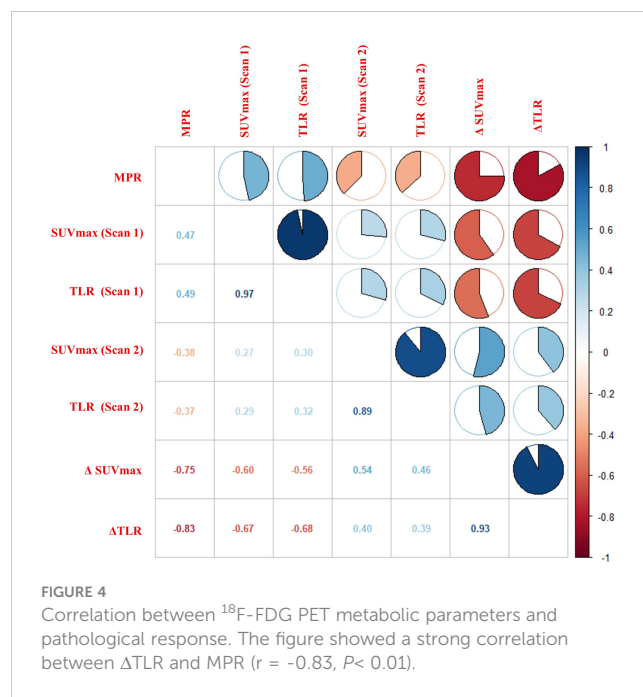 MPR
SUVmax (Scan 1)
TLR (Scan 1)
SUVmax (Scan 2)
TLR (Scan 2)
Δ SUVmax
ΔTLR
MPR
SUVmax (Scan 1) 0.47
TLR (Scan 1) 0.49 0.97
SUVmax (Scan 2) -0.38 0.27 0.30
TLR (Scan 2) -0.37 0.29 0.32 0.89
Δ SUVmax -0.75 -0.60 -0.56 0.54 0.46
ΔTLR -0.83 -0.67 -0.68 0.40 0.39 0.93
1
0.8
0.6
0.4
0.2
0
-0.2
-0.4
-0.6
-0.8
-1
FIGURE 4
Correlation between ¹⁸F-FDG PET metabolic parameters and
pathological response. The figure showed a strong correlation
between ΔTLR and MPR (r = -0.83, P< 0.01).